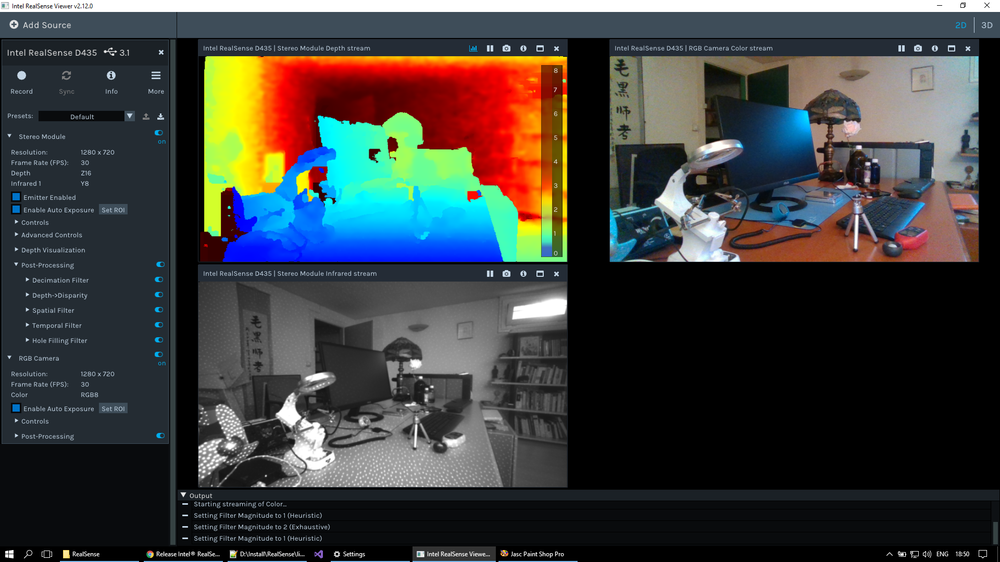 Intel RealSense Viewer v2.12.0
Add Source
2D
3D
Intel RealSense D435
3.1
Record
Sync
Info
More
Presets:
Default
Stereo Module
on
Resolution: 1280 x 720
Frame Rate (FPS): 30
Depth Z16
Infrared 1 Y8
Emitter Enabled
Enable Auto Exposure Set ROI
Controls
Advanced Controls
Depth Visualization
Post-Processing
Decimation Filter
Depth->Disparity
Spatial Filter
Temporal Filter
Hole Filling Filter
RGB Camera
on
Resolution: 1280 x 720
Frame Rate (FPS): 30
Color RGB8
Enable Auto Exposure Set ROI
Controls
Post-Processing
Intel RealSense D435 | Stereo Module Depth stream
8
7
6
5
4
3
2
1
0
Intel RealSense D435 | RGB Camera Color stream
毛
黑
师
考
Intel RealSense D435 | Stereo Module Infrared stream
毛
黑
师
考
Output
Starting streaming of Color...
Setting Filter Magnitude to 1 (Heuristic)
Setting Filter Magnitude to 2 (Exhaustive)
Setting Filter Magnitude to 1 (Heuristic)
RealSense
Release Intel® RealSe...
D:\Install\RealSense\li...
Settings
Intel RealSense Viewe...
Jasc Paint Shop Pro
ENG
18:50